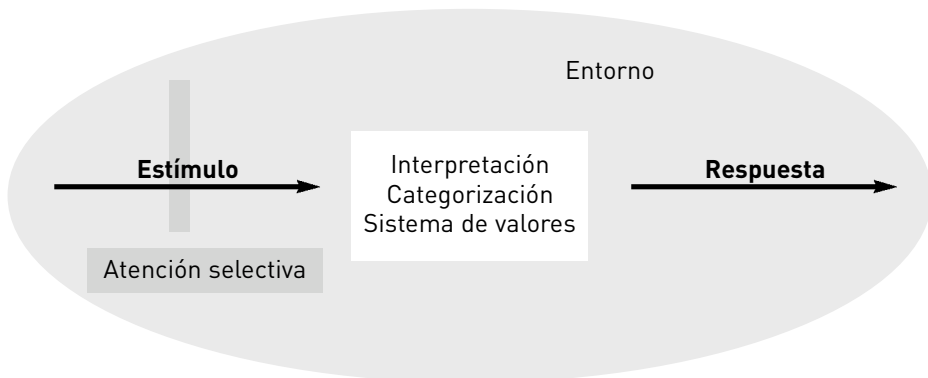 Entorno
Estímulo
Interpretación
Categorización
Sistema de valores
Respuesta
Atención selectiva